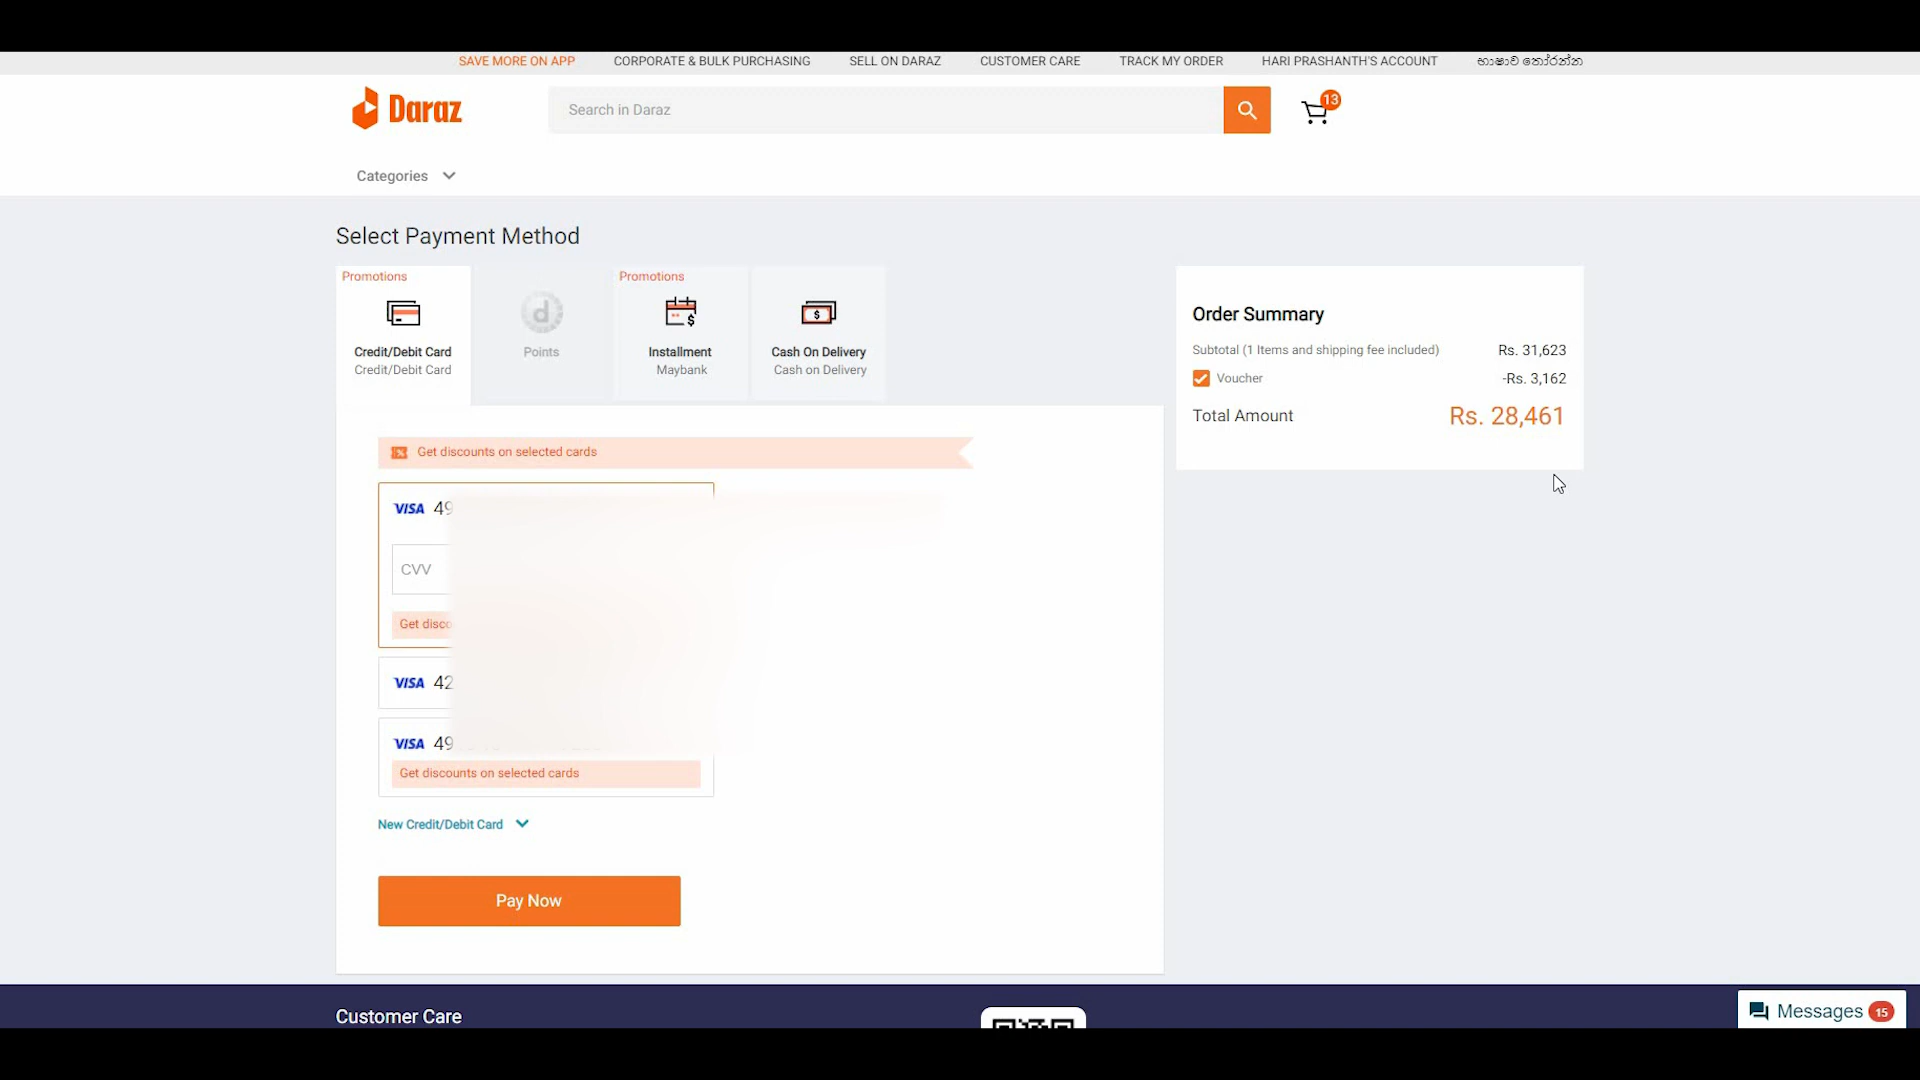 SAVE MORE ON APP CORPORATE & BULK PURCHASING SELL ON DARAZ CUSTOMER CARE TRACK MY ORDER HARI PRASHANTH'S ACCOUNT භාෂාව තෝරන්න
Daraz
Search in Daraz
13
Categories
Select Payment Method
Promotions
Credit/Debit Card
Credit/Debit Card
Points
Promotions
Installment
Maybank
Cash On Delivery
Cash on Delivery
Order Summary
Subtotal (1 Items and shipping fee included) Rs. 31,623
Voucher -Rs. 3,162
Total Amount Rs. 28,461
Get discounts on selected cards
VISA 49
CVV
Get disco
VISA 42
VISA 49
Get discounts on selected cards
New Credit/Debit Card
Pay Now
Customer Care
Messages 15